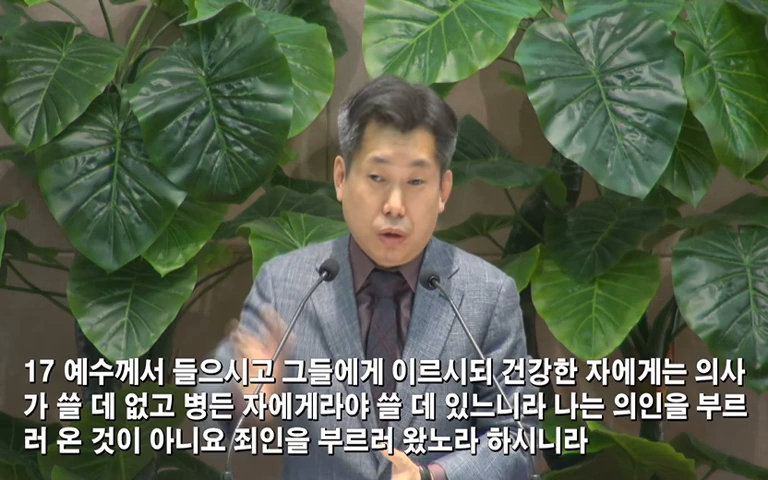 17 예수께서 들으시고 그들에게 이르시되 건강한 자에게는 의사
가 쓸 데 없고 병든 자에게라야 쓸 데 있느니라 나는 의인을 부르
러 온 것이 아니요 죄인을 부르러 왔노라 하시니라